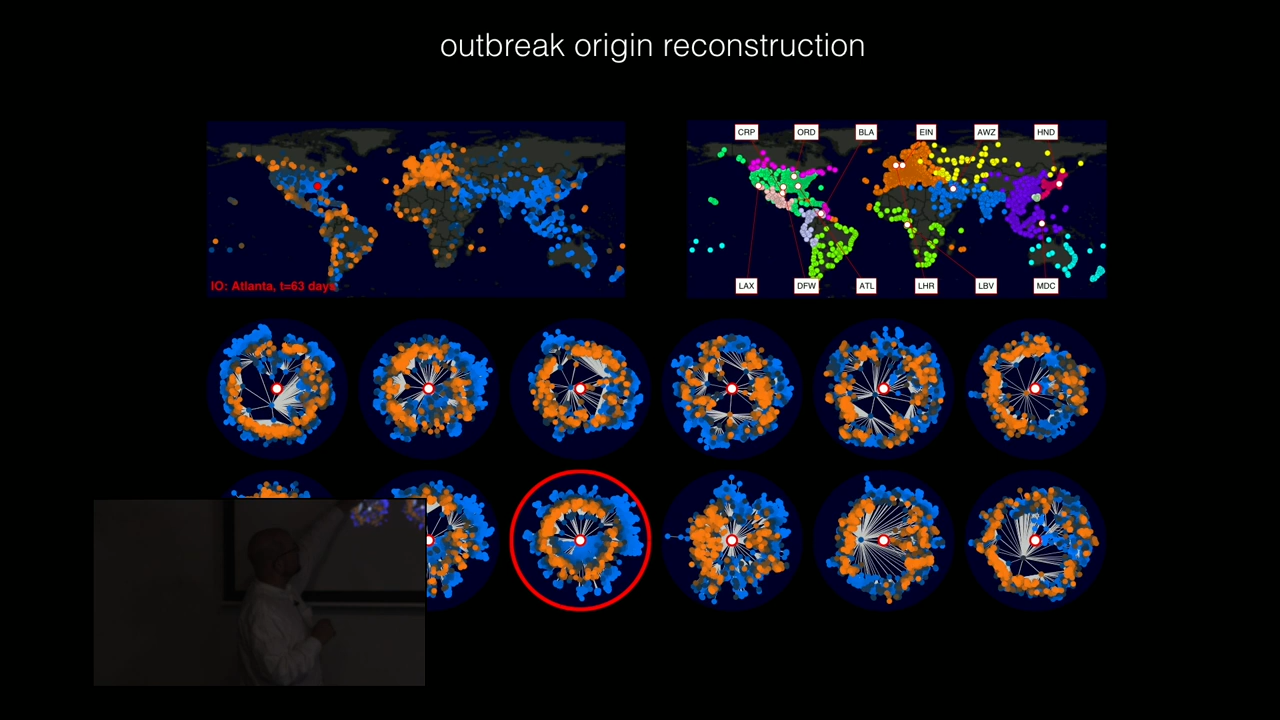 outbreak origin reconstruction
CRP ORD BLA EIN AWZ HND
IO: Atlanta, t=63 days
LAX DFW ATL LHR LBV MDC